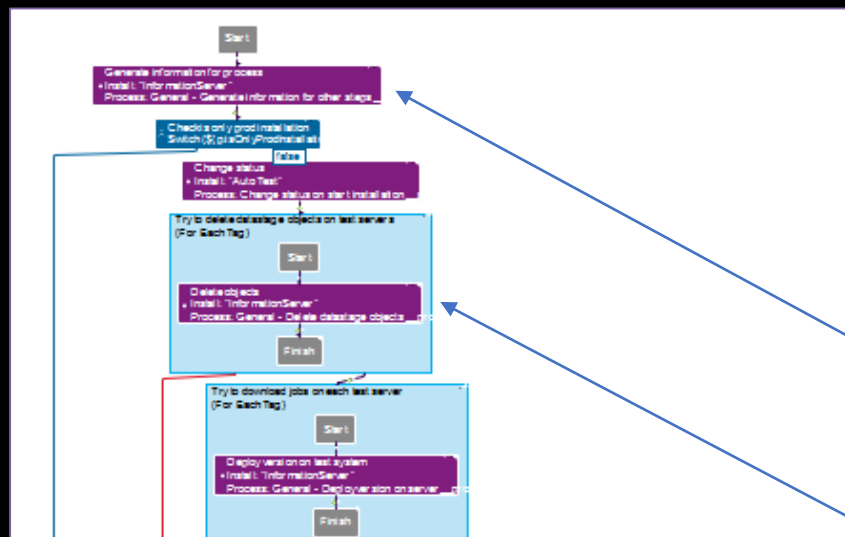 Start
Generate information for process
Install: "InformationServer"
Process: General - Generate information for other steps
Check is only prod installation
Switch(${p:isOnlyProdInstallati
false
Change status
Install: "Auto Test"
Process: Change status on start installation
Try to delete datastage objects on test servers
(For Each Tag)
Start
Delete objects
Install: "InformationServer"
Process: General - Delete datastage objects
Finish
Try to download jobs on each test server
(For Each Tag)
Start
Deploy version on test system
Install: "InformationServer"
Process: General - Deploy version on server
Finish